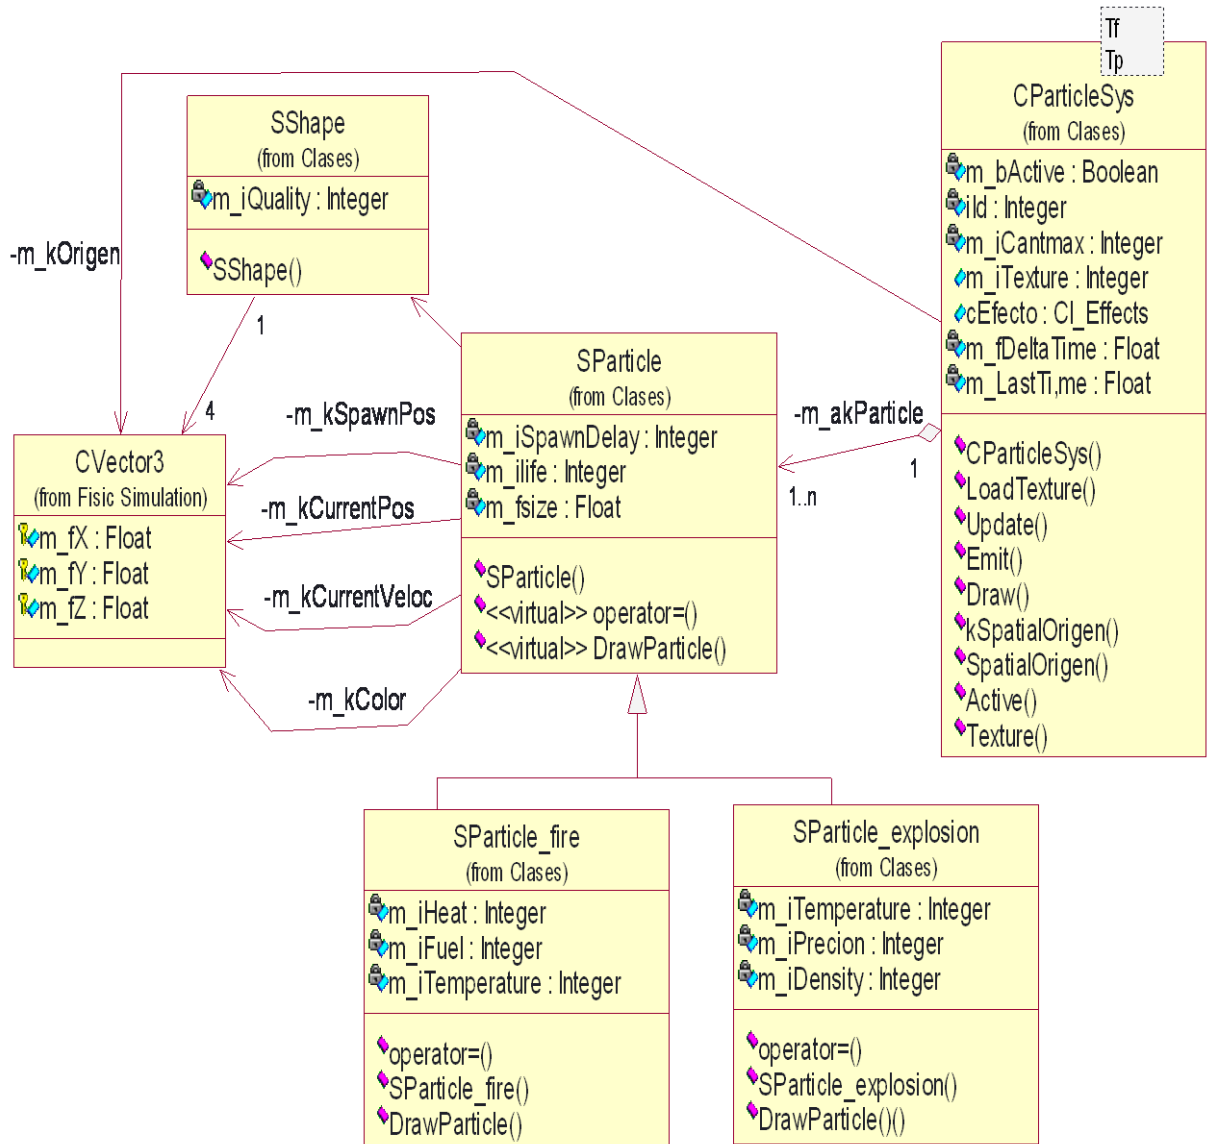 Tf
Tp
CParticleSys
(from Clases)
m_bActive : Boolean
iId : Integer
m_iCantmax : Integer
m_iTexture : Integer
cEfecto : CI_Effects
m_fDeltaTime : Float
m_LastTi,me : Float
CParticleSys()
LoadTexture()
Update()
Emit()
Draw()
kSpatialOrigen()
SpatialOrigen()
Active()
Texture()
SShape
(from Clases)
m_iQuality : Integer
SShape()
-m_kOrigen
1
4
SParticle
(from Clases)
m_iSpawnDelay : Integer
m_ilife : Integer
m_fsize : Float
SParticle()
<<virtual>> operator=()
<<virtual>> DrawParticle()
-m_akParticle
1
1..n
-m_kSpawnPos
-m_kCurrentPos
-m_kCurrentVeloc
-m_kColor
CVector3
(from Fisic Simulation)
m_fX : Float
m_fY : Float
m_fZ : Float
SParticle_fire
(from Clases)
m_iHeat : Integer
m_iFuel : Integer
m_iTemperature : Integer
operator=()
SParticle_fire()
DrawParticle()
SParticle_explosion
(from Clases)
m_iTemperature : Integer
m_iPrecion : Integer
m_iDensity : Integer
operator=()
SParticle_explosion()
DrawParticle()()